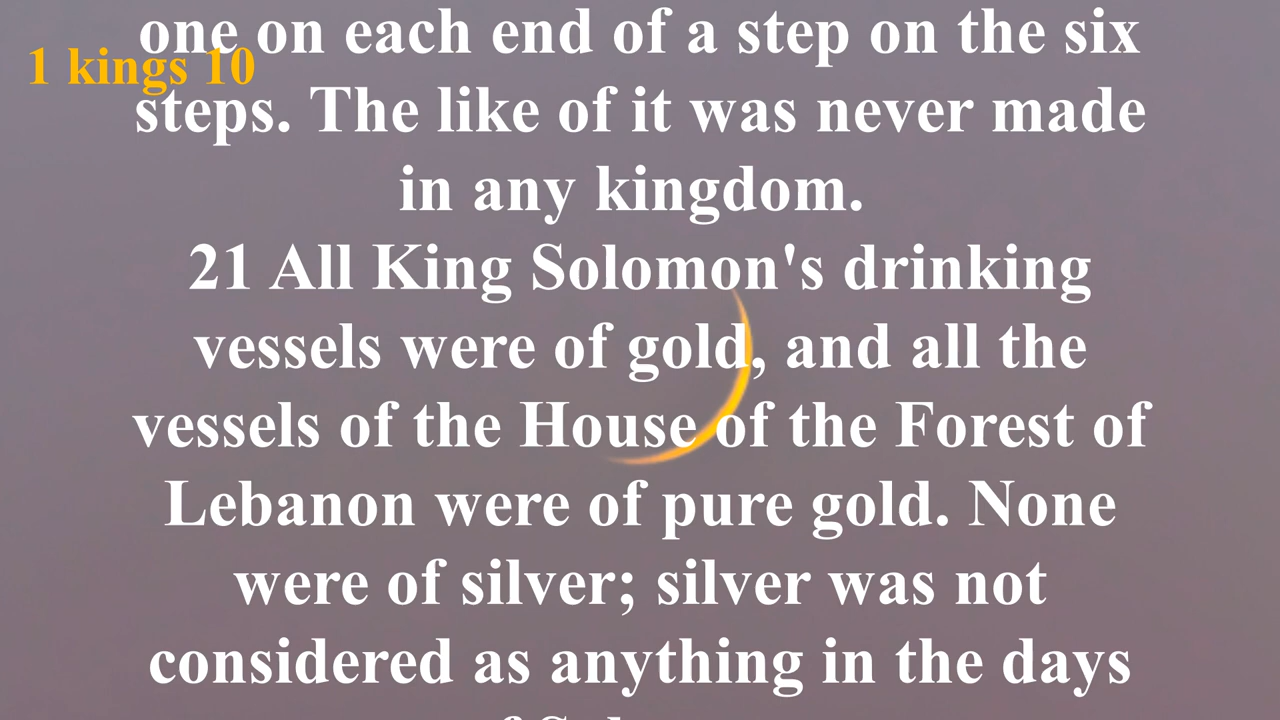 one on each end of a step on the six
1 kings 10
steps. The like of it was never made
in any kingdom.
21 All King Solomon's drinking
vessels were of gold, and all the
vessels of the House of the Forest of
Lebanon were of pure gold. None
were of silver; silver was not
considered as anything in the days